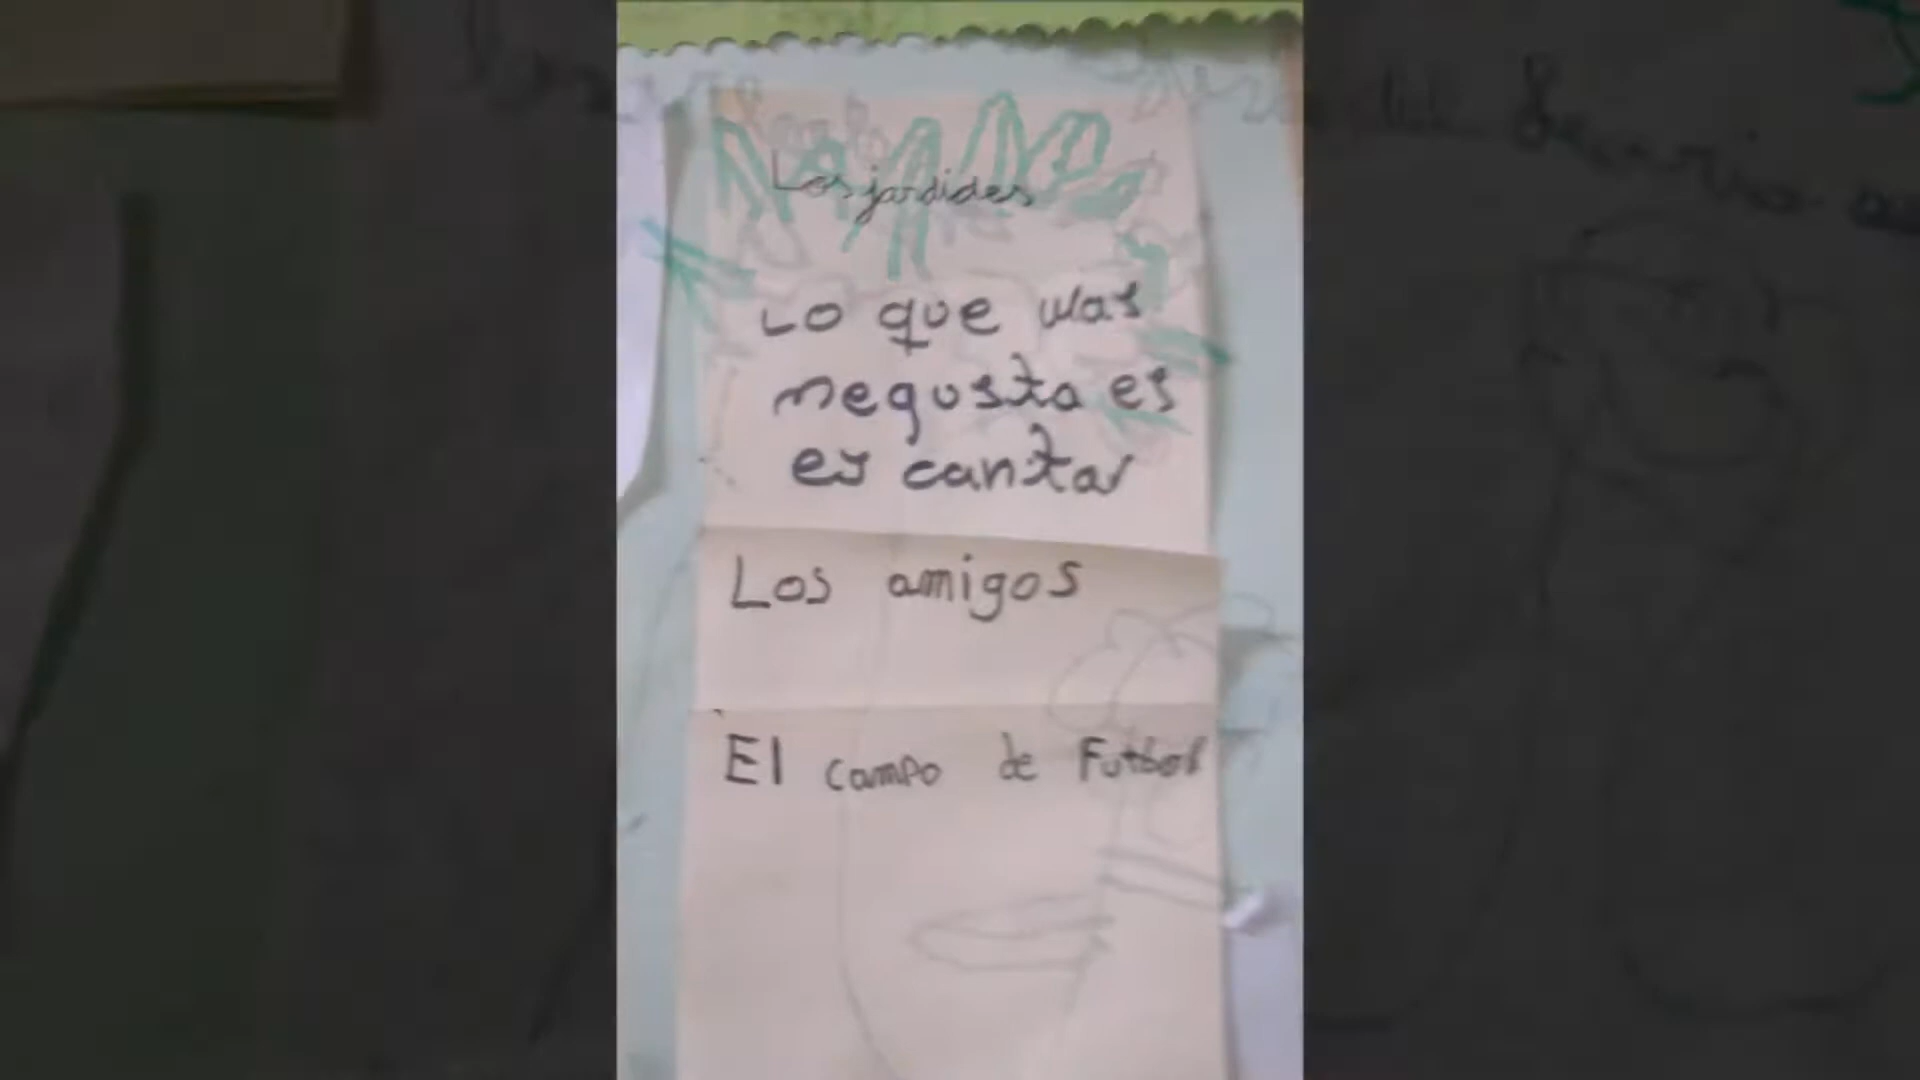 Los jardides
Lo que mas
megusta es
es cantar
Los amigos
El campo de Futbol